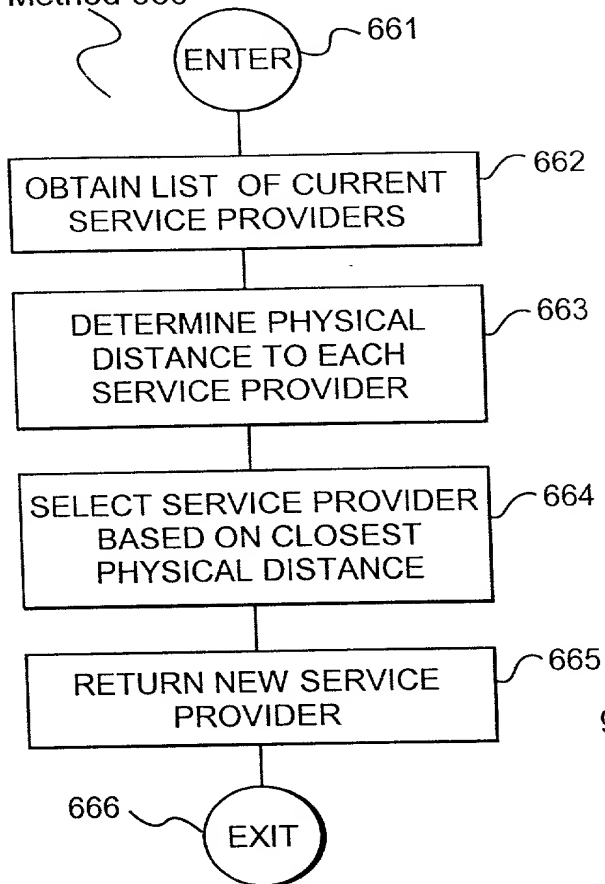 Method
ENTER
661
OBTAIN LIST OF CURRENT
SERVICE PROVIDERS
662
DETERMINE PHYSICAL
DISTANCE TO EACH
SERVICE PROVIDER
663
SELECT SERVICE PROVIDER
BASED ON CLOSEST
PHYSICAL DISTANCE
664
RETURN NEW SERVICE
PROVIDER
665
666
EXIT